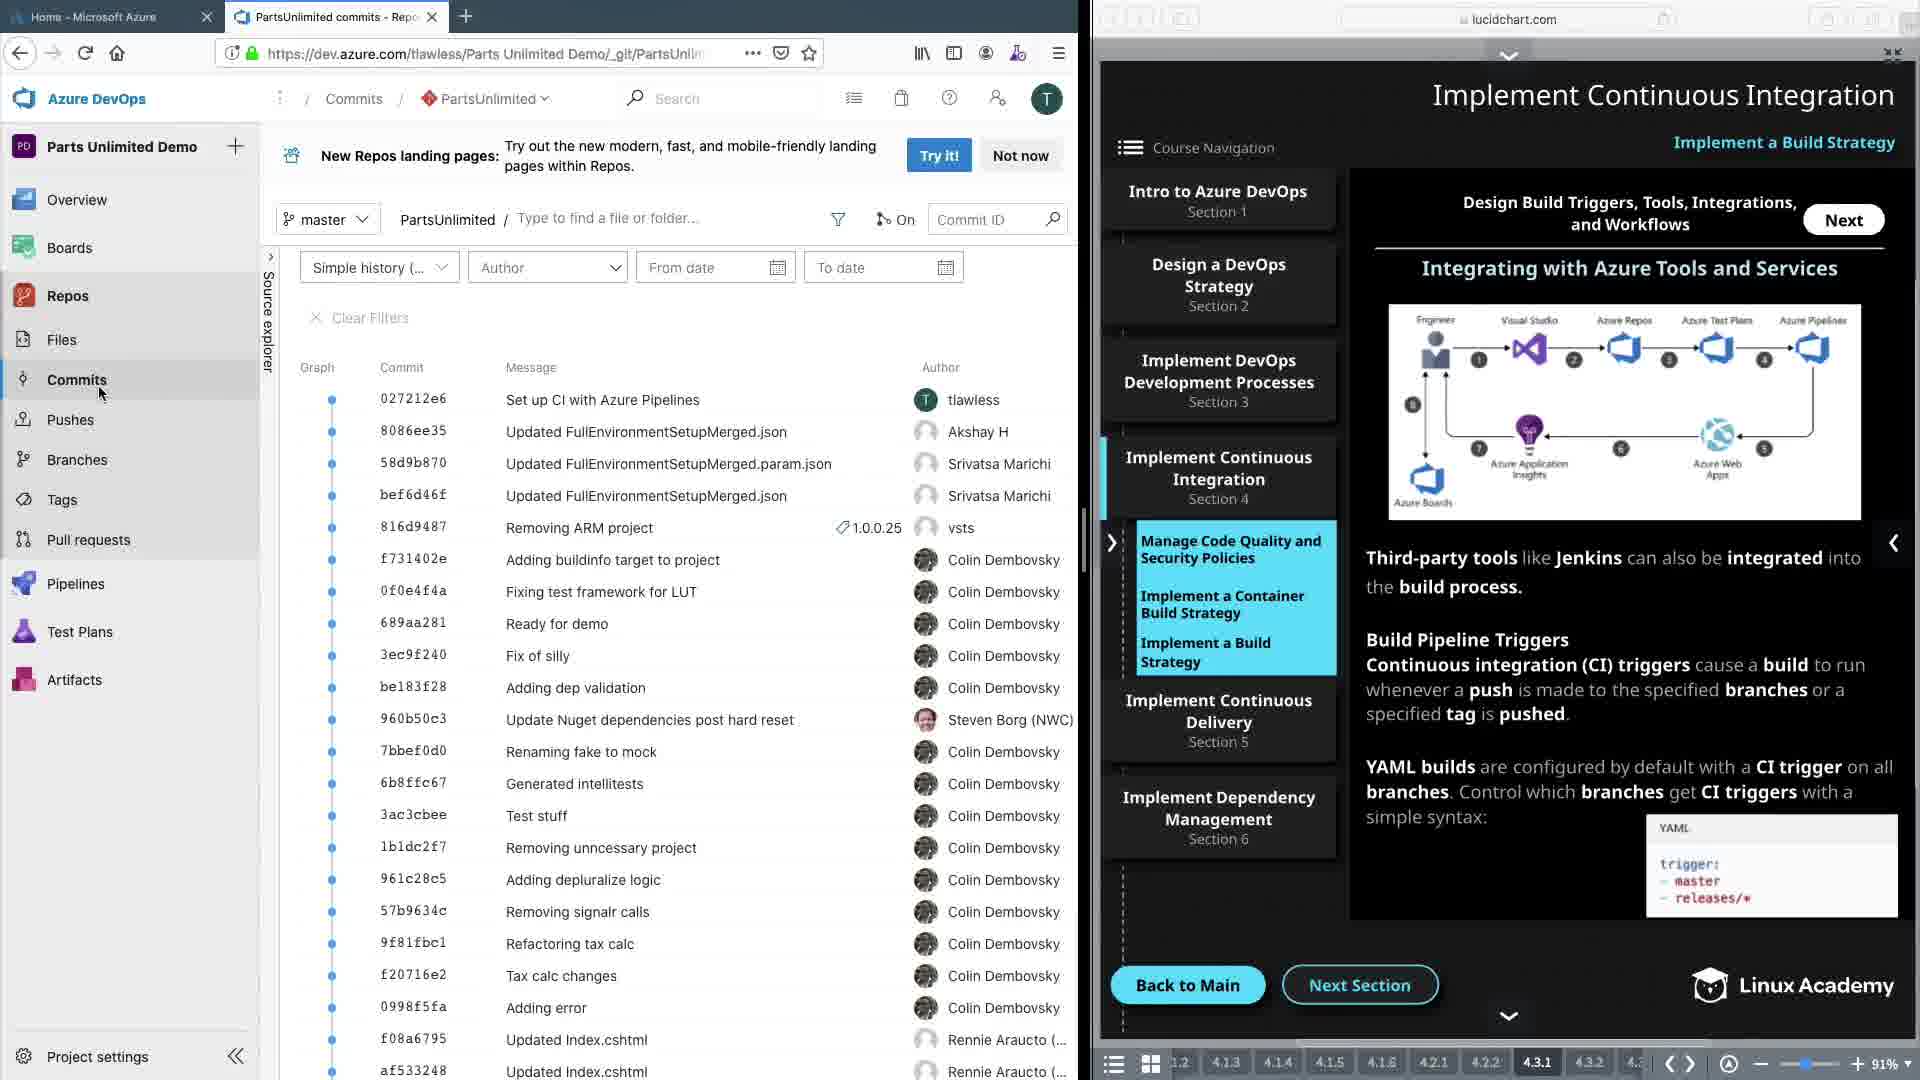 Home - Microsoft Azure
PartsUnlimited commits - Repo
https://dev.azure.com/tlawless/Parts Unlimited Demo/_git/PartsUnlim
Azure DevOps
/ Commits / PartsUnlimited
Search
T
PD Parts Unlimited Demo
Overview
Boards
Repos
Files
Commits
Pushes
Branches
Tags
Pull requests
Pipelines
Test Plans
Artifacts
Project settings
New Repos landing pages: Try out the new modern, fast, and mobile-friendly landing
pages within Repos.
Try it!
Not now
master
PartsUnlimited / Type to find a file or folder...
On
Commit ID
Source explorer
Simple history (...
Author
From date
To date
Clear Filters
Graph Commit Message Author
027212e6 Set up CI with Azure Pipelines T tlawless
8086ee35 Updated FullEnvironmentSetupMerged.json Akshay H
58d9b870 Updated FullEnvironmentSetupMerged.param.json Srivatsa Marichi
bef6d46f Updated FullEnvironmentSetupMerged.json Srivatsa Marichi
816d9487 Removing ARM project 1.0.0.25 vsts
f731402e Adding buildinfo target to project Colin Dembovsky
0f0e4f4a Fixing test framework for LUT Colin Dembovsky
689aa281 Ready for demo Colin Dembovsky
3ec9f240 Fix of silly Colin Dembovsky
be183f28 Adding dep validation Colin Dembovsky
960b50c3 Update Nuget dependencies post hard reset Steven Borg (NWC)
7bbef0d0 Renaming fake to mock Colin Dembovsky
6b8ffc67 Generated intellitests Colin Dembovsky
3ac3cbee Test stuff Colin Dembovsky
1b1dc2f7 Removing unncessary project Colin Dembovsky
961c28c5 Adding depluralize logic Colin Dembovsky
57b9634c Removing signalr calls Colin Dembovsky
9f81fbc1 Refactoring tax calc Colin Dembovsky
f20716e2 Tax calc changes Colin Dembovsky
0998f5fa Adding error Colin Dembovsky
f08a6795 Updated Index.cshtml Rennie Araucto (...
af533248 Updated Index.cshtml Rennie Araucto (...
lucidchart.com
Implement Continuous Integration
Course Navigation
Implement a Build Strategy
Intro to Azure DevOps
Section 1
Design a DevOps
Strategy
Section 2
Implement DevOps
Development Processes
Section 3
Implement Continuous
Integration
Section 4
Manage Code Quality and
Security Policies
Implement a Container
Build Strategy
Implement a Build
Strategy
Implement Continuous
Delivery
Section 5
Implement Dependency
Management
Section 6
Design Build Triggers, Tools, Integrations,
and Workflows
Next
Integrating with Azure Tools and Services
Engineer Visual Studio Azure Repos Azure Test Plans Azure Pipelines
1 2 3 4
8
7 6 5
Azure Application
Insights
Azure Web
Apps
Azure Boards
Third-party tools like Jenkins can also be integrated into
the build process.
Build Pipeline Triggers
Continuous integration (CI) triggers cause a build to run
whenever a push is made to the specified branches or a
specified tag is pushed.
YAML builds are configured by default with a CI trigger on all
branches. Control which branches get CI triggers with a
simple syntax:
YAML
trigger:
- master
- releases/*
Back to Main
Next Section
Linux Academy
1.2 4.1.3 4.1.4 4.1.5 4.1.6 4.2.1 4.2.2 4.3.1 4.3.2 4.3
91%